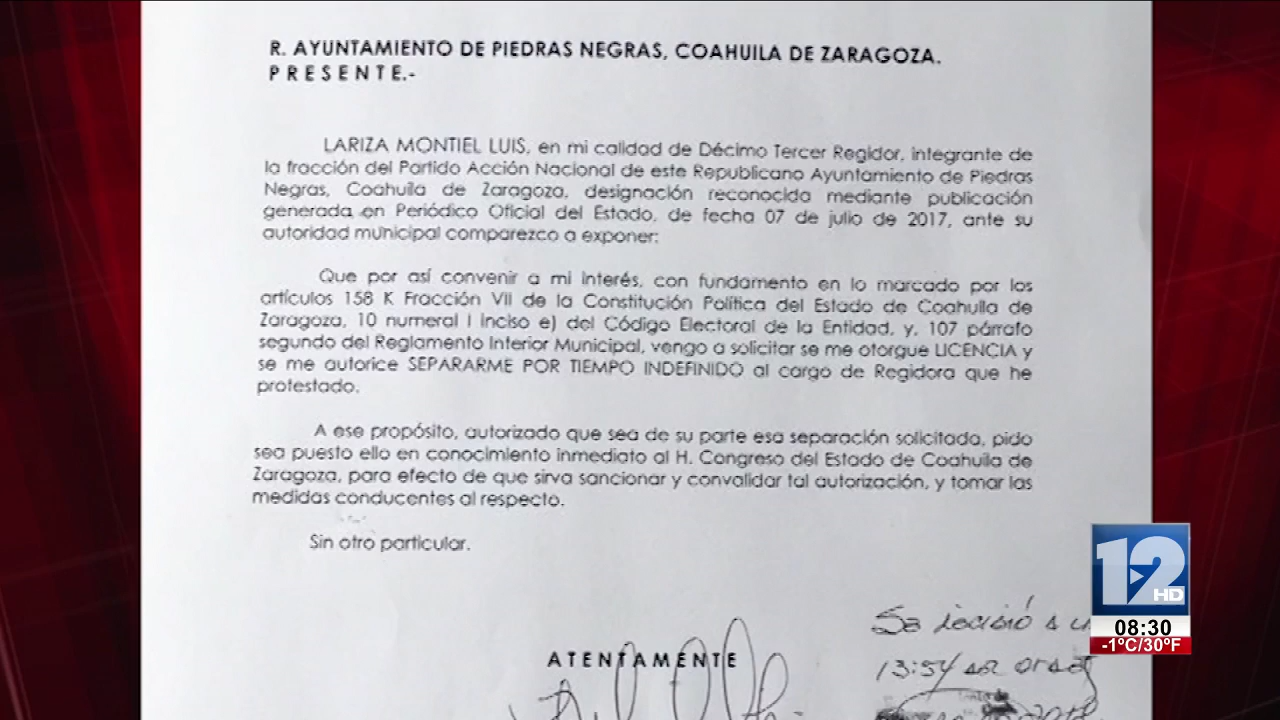 R. AYUNTAMIENTO DE PIEDRAS NEGRAS, COAHUILA DE ZARAGOZA.
P R E S E N T E.-
LARIZA MONTIEL LUIS, en mi calidad de Décimo Tercer Regidor, integrante de
la fracción del Partido Acción Nacional de este Republicano Ayuntamiento de Piedras
Negras, Coahuila de Zaragoza, designación reconocida mediante publicación
generada en Periódico Oficial del Estado, de fecha 07 de julio de 2017, ante su
autoridad municipal comparezco a exponer:
Que por así convenir a mi interés, con fundamento en lo marcado por los
artículos 158 K Fracción VII de la Constitución Política del Estado de Coahuila de
Zaragoza, 10 numeral I inciso e) del Código Electoral de la Entidad, y, 107 párrafo
segundo del Reglamento Interior Municipal, vengo a solicitar se me otorgue LICENCIA y
se me autorice SEPARARME POR TIEMPO INDEFINIDO al cargo de Regidora que he
protestado.
A ese propósito, autorizado que sea de su parte esa separación solicitada, pido
sea puesto ello en conocimiento inmediato al H. Congreso del Estado de Coahuila de
Zaragoza, para efecto de que sirva sancionar y convalidar tal autorización, y tomar las
medidas conducentes al respecto.
Sin otro particular.
A T E N T A M E N T E
Se
13:54
12
HD
08:30
-1°C/30°F